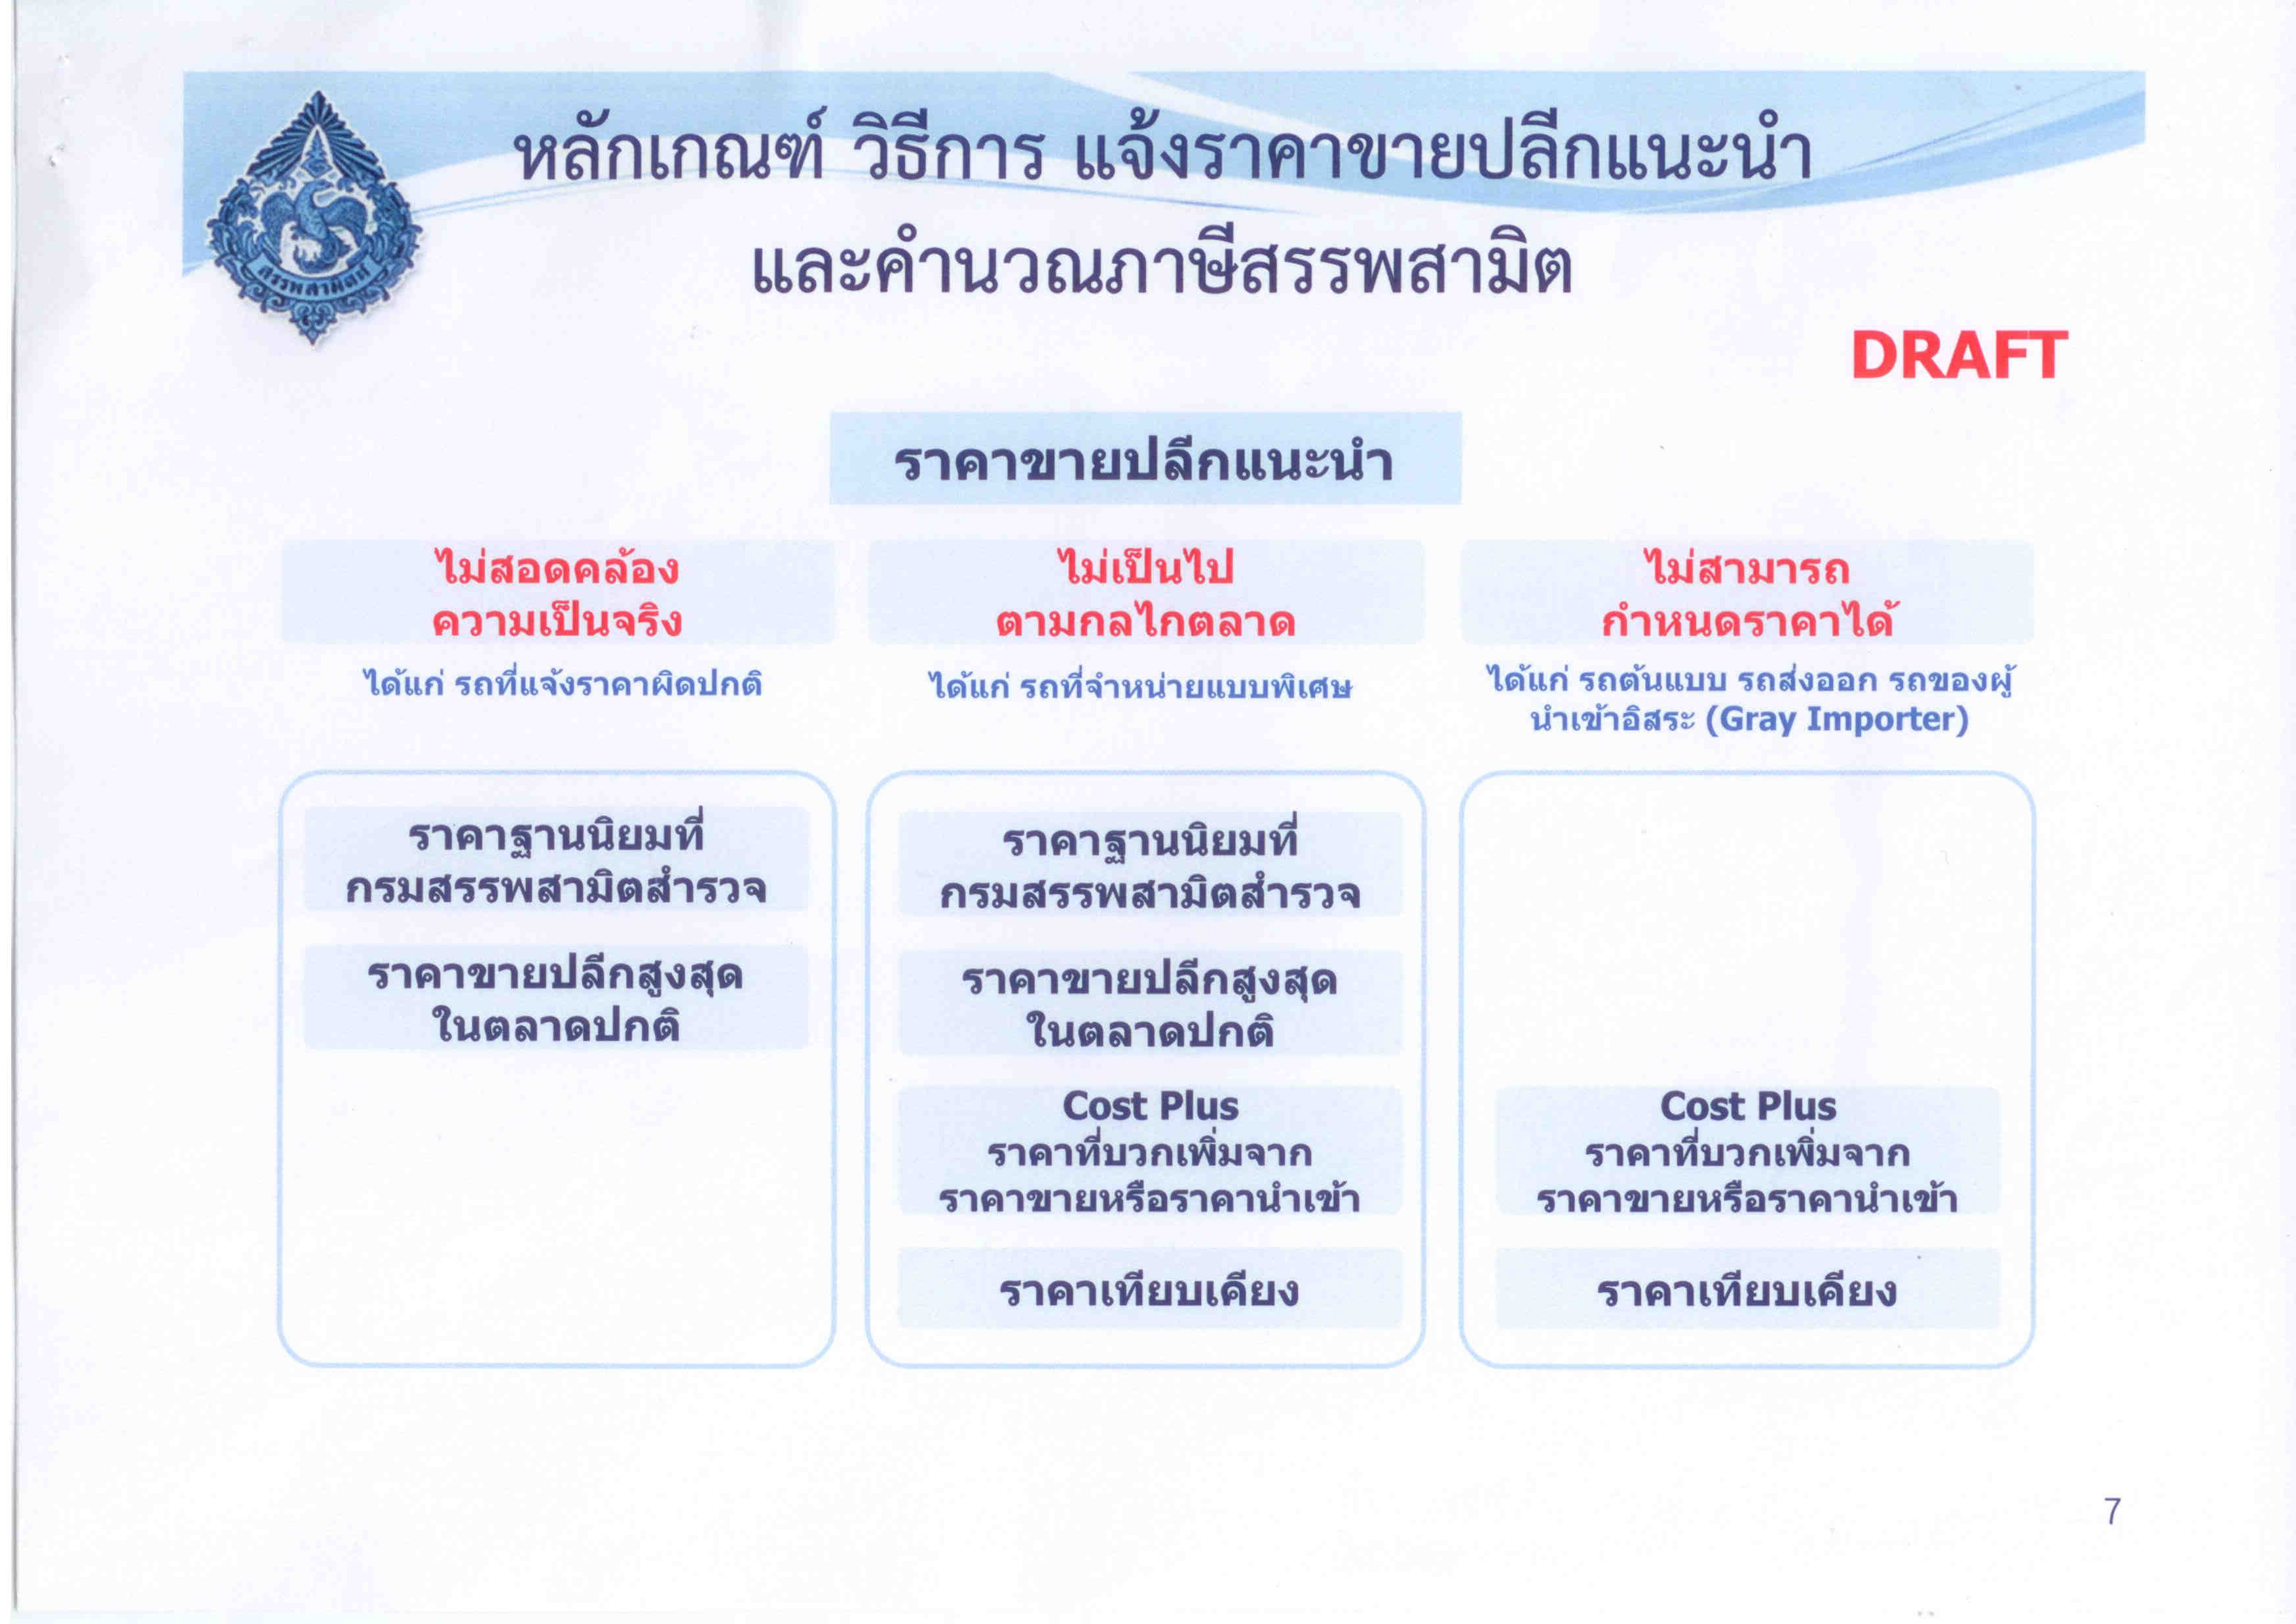 หลักเกณฑ์ วิธีการ แจ้งราคาขายปลีกแนะนำ
และคำนวณภาษีสรรพสามิต
สรรพสามิต
DRAFT
ราคาขายปลีกแนะนำ
ไม่สอดคล้อง
ความเป็นจริง
ได้แก่ รถที่แจ้งราคาผิดปกติ
ราคาฐานนิยมที่
กรมสรรพสามิตสำรวจ
ราคาขายปลีกสูงสุด
ในตลาดปกติ
ไม่เป็นไป
ตามกลไกตลาด
ได้แก่ รถที่จำหน่ายแบบพิเศษ
ราคาฐานนิยมที่
กรมสรรพสามิตสำรวจ
ราคาขายปลีกสูงสุด
ในตลาดปกติ
Cost Plus
ราคาที่บวกเพิ่มจาก
ราคาขายหรือราคานำเข้า
ราคาเทียบเคียง
ไม่สามารถ
กำหนดราคาได้
ได้แก่ รถต้นแบบ รถส่งออก รถของผู้
นำเข้าอิสระ (Gray Importer)
Cost Plus
ราคาที่บวกเพิ่มจาก
ราคาขายหรือราคานำเข้า
ราคาเทียบเคียง
7